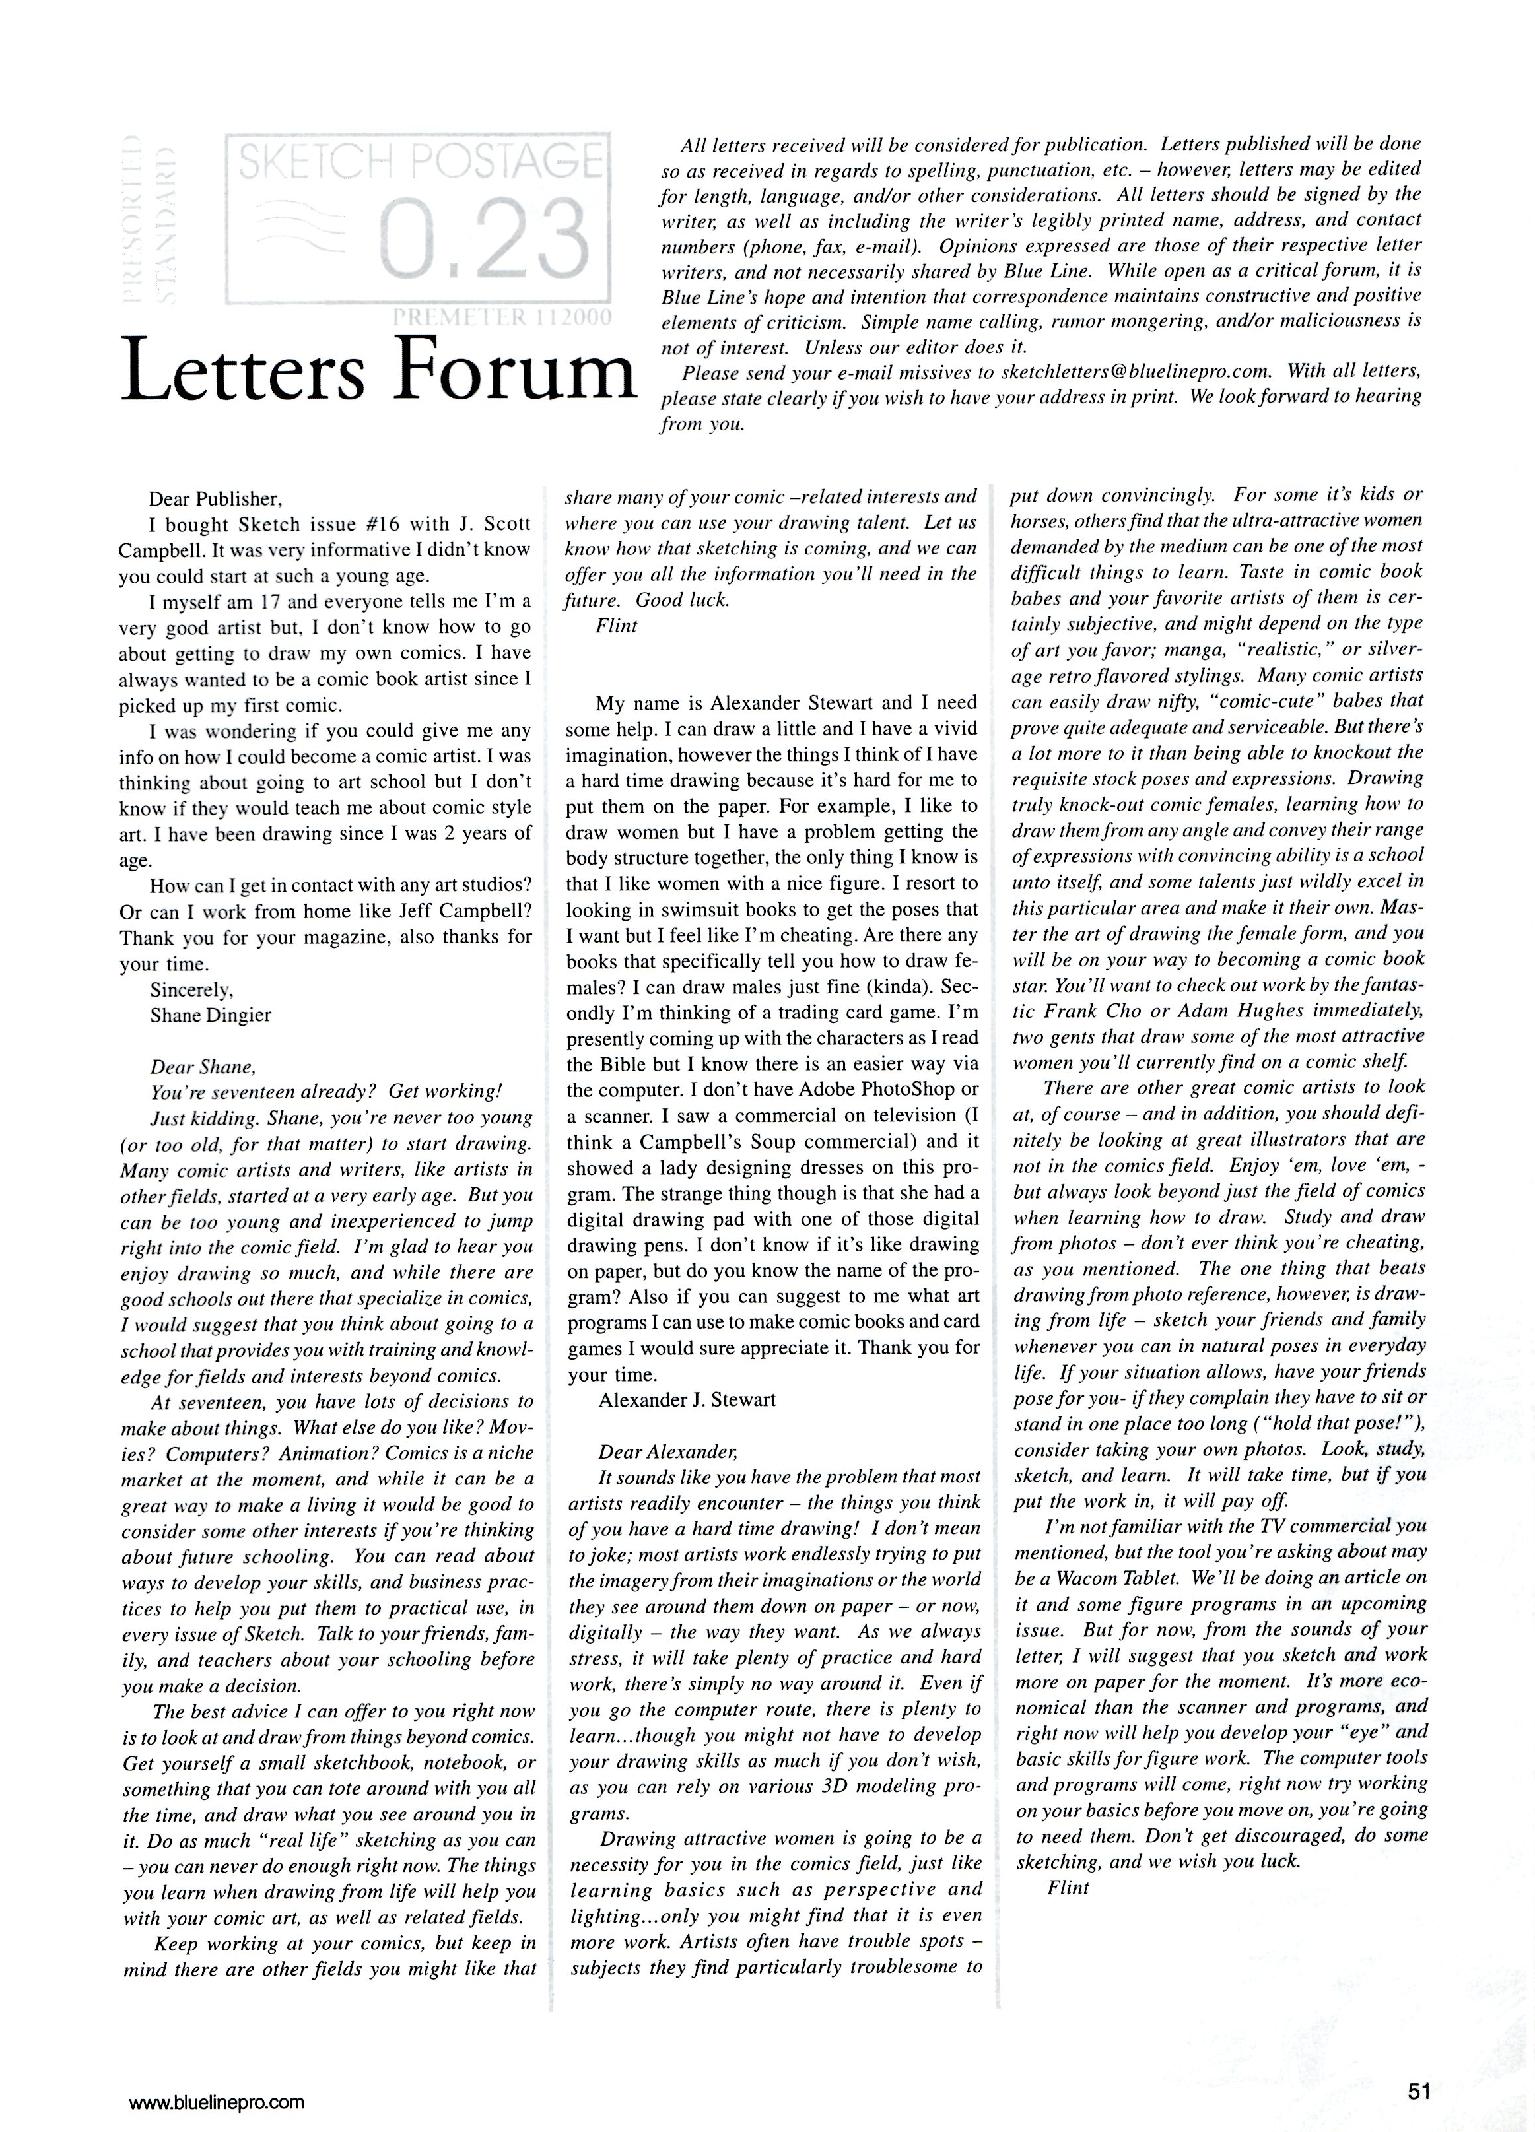 PRESORTED
STANDARD
SKETCH POSTAGE
0.23
PREMETER 112000
Letters Forum
All letters received will be considered for publication. Letters published will be done
so as received in regards to spelling, punctuation, etc. – however, letters may be edited
for length, language, and/or other considerations. All letters should be signed by the
writer, as well as including the writer's legibly printed name, address, and contact
numbers (phone, fax, e-mail). Opinions expressed are those of their respective letter
writers, and not necessarily shared by Blue Line. While open as a critical forum, it is
Blue Line's hope and intention that correspondence maintains constructive and positive
elements of criticism. Simple name calling, rumor mongering, and/or maliciousness is
not of interest. Unless our editor does it.
Please send your e-mail missives to sketchletters@bluelinepro.com. With all letters,
please state clearly if you wish to have your address in print. We look forward to hearing
from you.
Dear Publisher,
I bought Sketch issue #16 with J. Scott
Campbell. It was very informative I didn't know
you could start at such a young age.
I myself am 17 and everyone tells me I'm a
very good artist but, I don't know how to go
about getting to draw my own comics. I have
always wanted to be a comic book artist since I
picked up my first comic.
I was wondering if you could give me any
info on how I could become a comic artist. I was
thinking about going to art school but I don't
know if they would teach me about comic style
art. I have been drawing since I was 2 years of
age.
How can I get in contact with any art studios?
Or can I work from home like Jeff Campbell?
Thank you for your magazine, also thanks for
your time.
Sincerely,
Shane Dingier
Dear Shane,
You're seventeen already? Get working!
Just kidding. Shane, you're never too young
(or too old, for that matter) to start drawing.
Many comic artists and writers, like artists in
other fields, started at a very early age. But you
can be too young and inexperienced to jump
right into the comic field. I'm glad to hear you
enjoy drawing so much, and while there are
good schools out there that specialize in comics,
I would suggest that you think about going to a
school that provides you with training and knowl-
edge for fields and interests beyond comics.
At seventeen, you have lots of decisions to
make about things. What else do you like? Mov-
ies? Computers? Animation? Comics is a niche
market at the moment, and while it can be a
great way to make a living it would be good to
consider some other interests if you're thinking
about future schooling. You can read about
ways to develop your skills, and business prac-
tices to help you put them to practical use, in
every issue of Sketch. Talk to your friends, fam-
ily, and teachers about your schooling before
you make a decision.
The best advice I can offer to you right now
is to look at and draw from things beyond comics.
Get yourself a small sketchbook, notebook, or
something that you can tote around with you all
the time, and draw what you see around you in
it. Do as much "real life" sketching as you can
– you can never do enough right now. The things
you learn when drawing from life will help you
with your comic art, as well as related fields.
Keep working at your comics, but keep in
mind there are other fields you might like that
share many of your comic –related interests and
where you can use your drawing talent. Let us
know how that sketching is coming, and we can
offer you all the information you'll need in the
future. Good luck.
Flint
My name is Alexander Stewart and I need
some help. I can draw a little and I have a vivid
imagination, however the things I think of I have
a hard time drawing because it's hard for me to
put them on the paper. For example, I like to
draw women but I have a problem getting the
body structure together, the only thing I know is
that I like women with a nice figure. I resort to
looking in swimsuit books to get the poses that
I want but I feel like I'm cheating. Are there any
books that specifically tell you how to draw fe-
males? I can draw males just fine (kinda). Sec-
ondly I'm thinking of a trading card game. I'm
presently coming up with the characters as I read
the Bible but I know there is an easier way via
the computer. I don't have Adobe PhotoShop or
a scanner. I saw a commercial on television (I
think a Campbell's Soup commercial) and it
showed a lady designing dresses on this pro-
gram. The strange thing though is that she had a
digital drawing pad with one of those digital
drawing pens. I don't know if it's like drawing
on paper, but do you know the name of the pro-
gram? Also if you can suggest to me what art
programs I can use to make comic books and card
games I would sure appreciate it. Thank you for
your time.
Alexander J. Stewart
Dear Alexander,
It sounds like you have the problem that most
artists readily encounter – the things you think
of you have a hard time drawing! I don't mean
to joke; most artists work endlessly trying to put
the imagery from their imaginations or the world
they see around them down on paper – or now,
digitally – the way they want. As we always
stress, it will take plenty of practice and hard
work, there's simply no way around it. Even if
you go the computer route, there is plenty to
learn...though you might not have to develop
your drawing skills as much if you don't wish,
as you can rely on various 3D modeling pro-
grams.
Drawing attractive women is going to be a
necessity for you in the comics field, just like
learning basics such as perspective and
lighting...only you might find that it is even
more work. Artists often have trouble spots –
subjects they find particularly troublesome to
put down convincingly. For some it's kids or
horses, others find that the ultra-attractive women
demanded by the medium can be one of the most
difficult things to learn. Taste in comic book
babes and your favorite artists of them is cer-
tainly subjective, and might depend on the type
of art you favor; manga, "realistic," or silver-
age retro flavored stylings. Many comic artists
can easily draw nifty, "comic-cute" babes that
prove quite adequate and serviceable. But there's
a lot more to it than being able to knockout the
requisite stock poses and expressions. Drawing
truly knock-out comic females, learning how to
draw them from any angle and convey their range
of expressions with convincing ability is a school
unto itself, and some talents just wildly excel in
this particular area and make it their own. Mas-
ter the art of drawing the female form, and you
will be on your way to becoming a comic book
star. You'll want to check out work by the fantas-
tic Frank Cho or Adam Hughes immediately,
two gents that draw some of the most attractive
women you'll currently find on a comic shelf.
There are other great comic artists to look
at, of course – and in addition, you should defi-
nitely be looking at great illustrators that are
not in the comics field. Enjoy 'em, love 'em, -
but always look beyond just the field of comics
when learning how to draw. Study and draw
from photos – don't ever think you're cheating,
as you mentioned. The one thing that beats
drawing from photo reference, however, is draw-
ing from life – sketch your friends and family
whenever you can in natural poses in everyday
life. If your situation allows, have your friends
pose for you- if they complain they have to sit or
stand in one place too long ("hold that pose!"),
consider taking your own photos. Look, study,
sketch, and learn. It will take time, but if you
put the work in, it will pay off.
I'm not familiar with the TV commercial you
mentioned, but the tool you're asking about may
be a Wacom Tablet. We'll be doing an article on
it and some figure programs in an upcoming
issue. But for now, from the sounds of your
letter, I will suggest that you sketch and work
more on paper for the moment. It's more eco-
nomical than the scanner and programs, and
right now will help you develop your "eye" and
basic skills for figure work. The computer tools
and programs will come, right now try working
on your basics before you move on, you're going
to need them. Don't get discouraged, do some
sketching, and we wish you luck.
Flint
www.bluelinepro.com
51